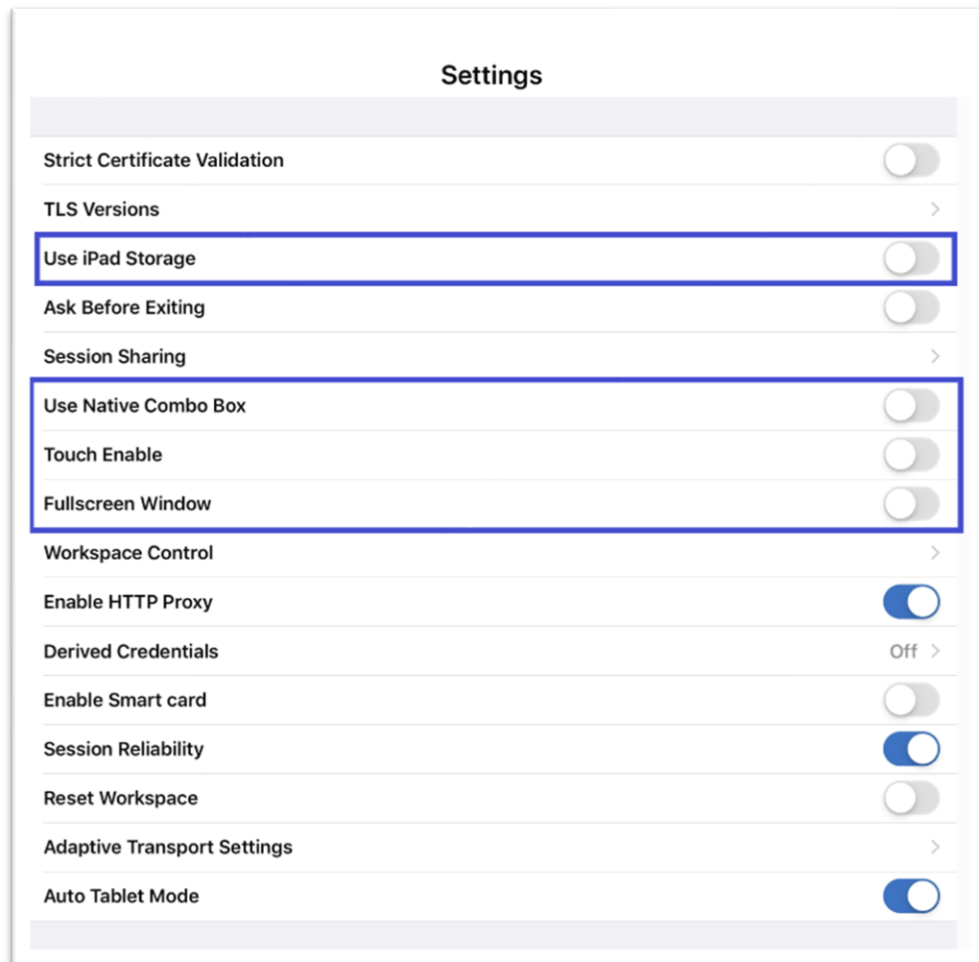 Settings
Strict Certificate Validation
TLS Versions
Use iPad Storage
Ask Before Exiting
Session Sharing
Use Native Combo Box
Touch Enable
Fullscreen Window
Workspace Control
Enable HTTP Proxy
Derived Credentials Off
Enable Smart card
Session Reliability
Reset Workspace
Adaptive Transport Settings
Auto Tablet Mode